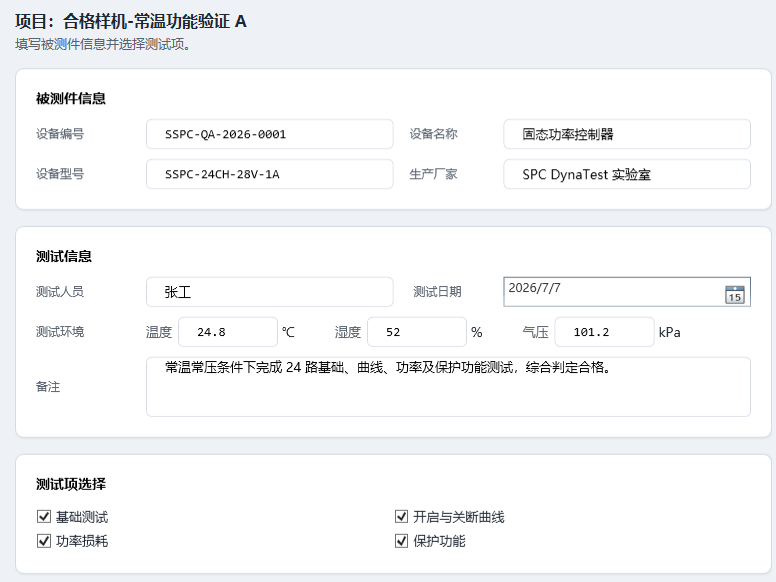 项目：合格样机-常温功能验证 A
填写被测件信息并选择测试项。
被测件信息
设备编号 SSPC-QA-2026-0001 设备名称 固态功率控制器
设备型号 SSPC-24CH-28V-1A 生产厂家 SPC DynaTest 实验室
测试信息
测试人员 张工 测试日期 2026/7/7 15
测试环境 温度 24.8 ℃ 湿度 52 % 气压 101.2 kPa
备注 常温常压条件下完成 24 路基础、曲线、功率及保护功能测试，综合判定合格。
测试项选择
基础测试 开启与关断曲线
功率损耗 保护功能